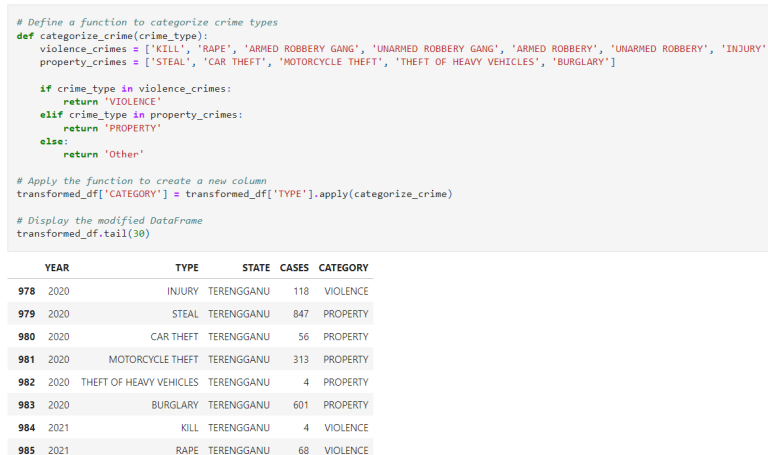 # Define a function to categorize crime types
def categorize_crime(crime_type):
violence_crimes = ['KILL', 'RAPE', 'ARMED ROBBERY GANG', 'UNARMED ROBBERY GANG', 'ARMED ROBBERY', 'UNARMED ROBBERY', 'INJURY'
property_crimes = ['STEAL', 'CAR THEFT', 'MOTORCYCLE THEFT', 'THEFT OF HEAVY VEHICLES', 'BURGLARY']
if crime_type in violence_crimes:
return 'VIOLENCE'
elif crime_type in property_crimes:
return 'PROPERTY'
else:
return 'Other'
# Apply the function to create a new column
transformed_df['CATEGORY'] = transformed_df['TYPE'].apply(categorize_crime)
# Display the modified DataFrame
transformed_df.tail(30)
YEAR TYPE STATE CASES CATEGORY
978 2020 INJURY TERENGGANU 118 VIOLENCE
979 2020 STEAL TERENGGANU 847 PROPERTY
980 2020 CAR THEFT TERENGGANU 56 PROPERTY
981 2020 MOTORCYCLE THEFT TERENGGANU 313 PROPERTY
982 2020 THEFT OF HEAVY VEHICLES TERENGGANU 4 PROPERTY
983 2020 BURGLARY TERENGGANU 601 PROPERTY
984 2021 KILL TERENGGANU 4 VIOLENCE
985 2021 RAPE TERENGGANU 68 VIOLENCE